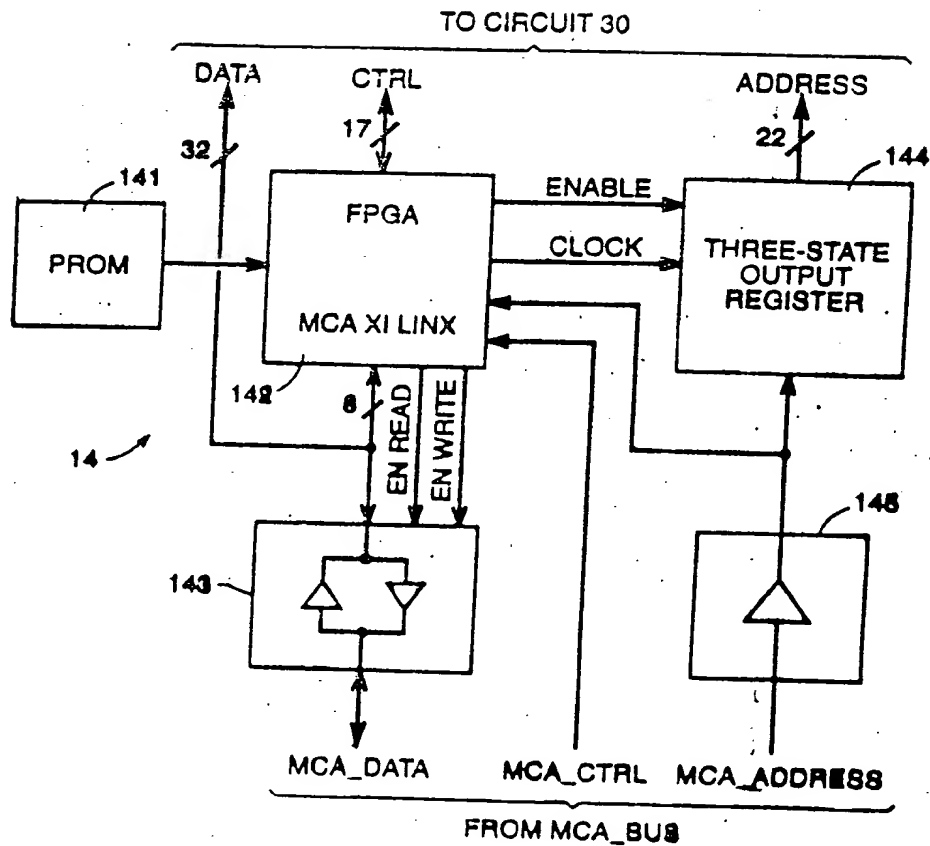 TO CIRCUIT 30
DATA
CTRL
ADDRESS
17
32
22
141
144
PROM
FPGA
MCA XI LINX
ENABLE
CLOCK
THREE-STATE
OUTPUT
REGISTER
142
8
EN READ
EN WRITE
14
143
145
MCA_DATA
MCA_CTRL
MCA_ADDRESS
FROM MCA_BUS